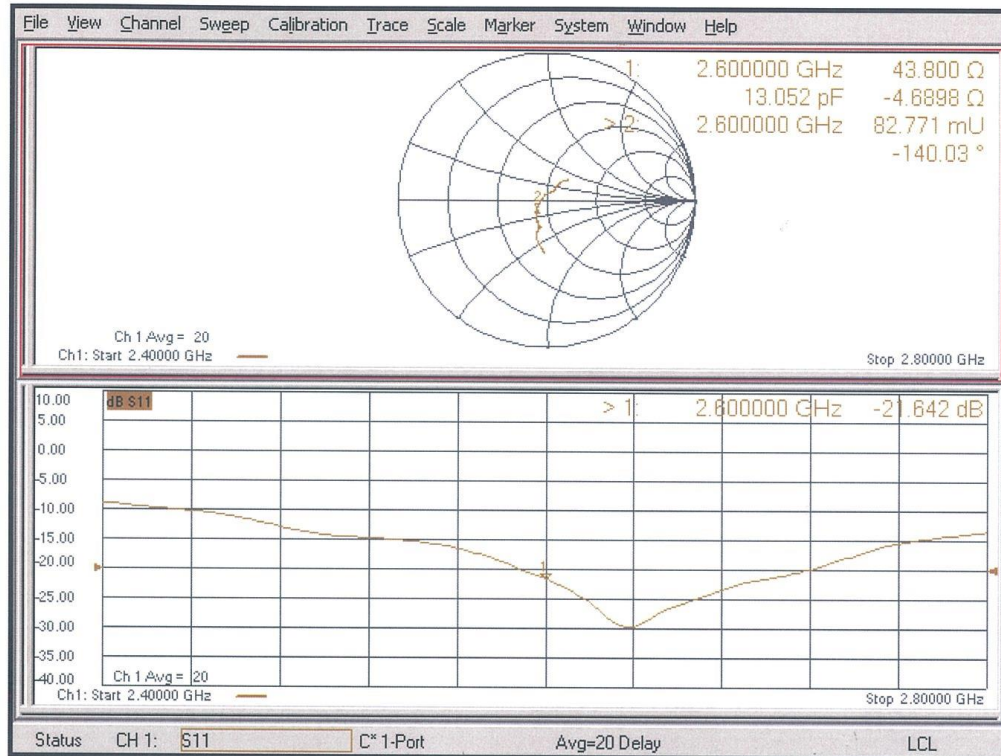 File View Channel Sweep Calibration Trace Scale Marker System Window Help
1: 2.600000 GHz 43.800 Ω
13.052 pF -4.6898 Ω
> 2: 2.600000 GHz 82.771 mU
-140.03 °
2
Ch 1 Avg = 20
Ch1: Start 2.40000 GHz
Stop 2.80000 GHz
10.00
dB S11
> 1: 2.600000 GHz -21.642 dB
5.00
0.00
-5.00
-10.00
-15.00
-20.00
1
-25.00
-30.00
-35.00
-40.00
Ch 1 Avg = 20
Ch1: Start 2.40000 GHz
Stop 2.80000 GHz
Status CH 1: S11 C* 1-Port Avg=20 Delay LCL